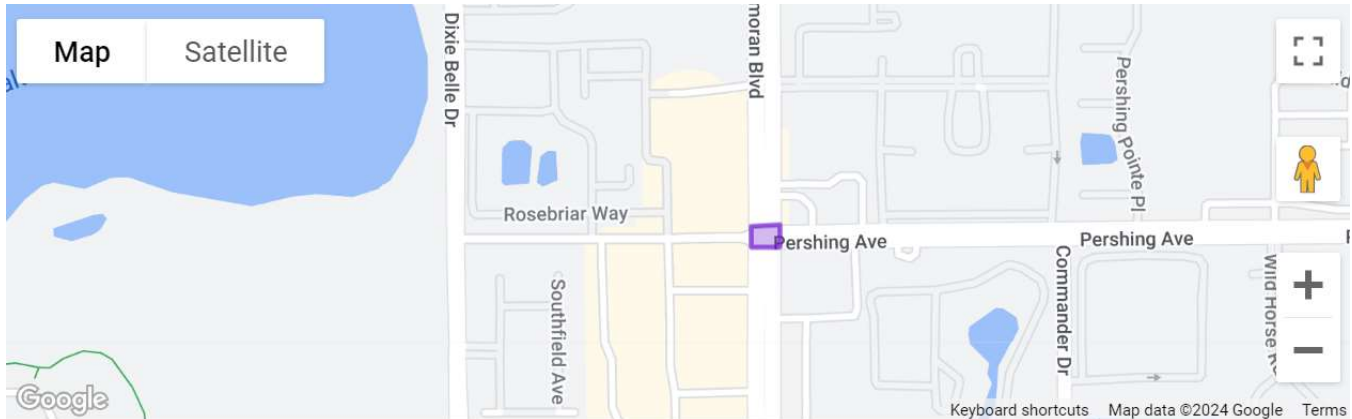 Map
Satellite
Dixie Belle Dr
moran Blvd
Pershing Pointe Pl
Rosebriar Way
Pershing Ave
Pershing Ave
Southfield Ave
Commander Dr
Wild Horse
Google
Keyboard shortcuts
Map data ©2024 Google
Terms